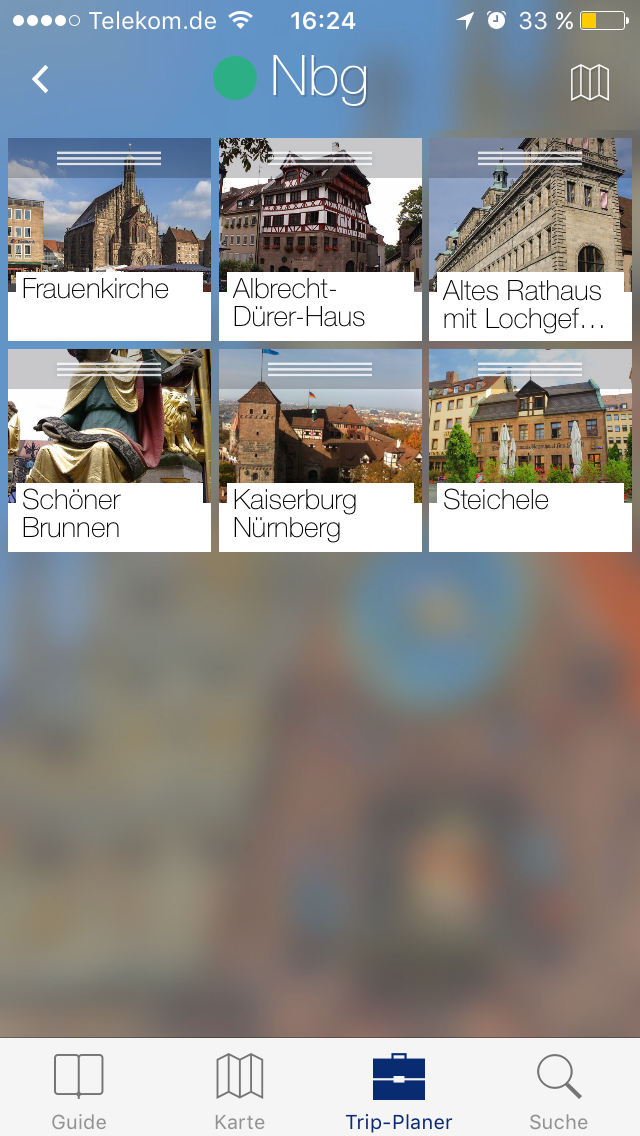 Telekom.de 16:24 33 %
Nbg
Frauenkirche
Albrecht-
Dürer-Haus
Altes Rathaus
mit Lochgef...
Schöner
Brunnen
Kaiserburg
Nürnberg
Steichele
Guide Karte Trip-Planer Suche